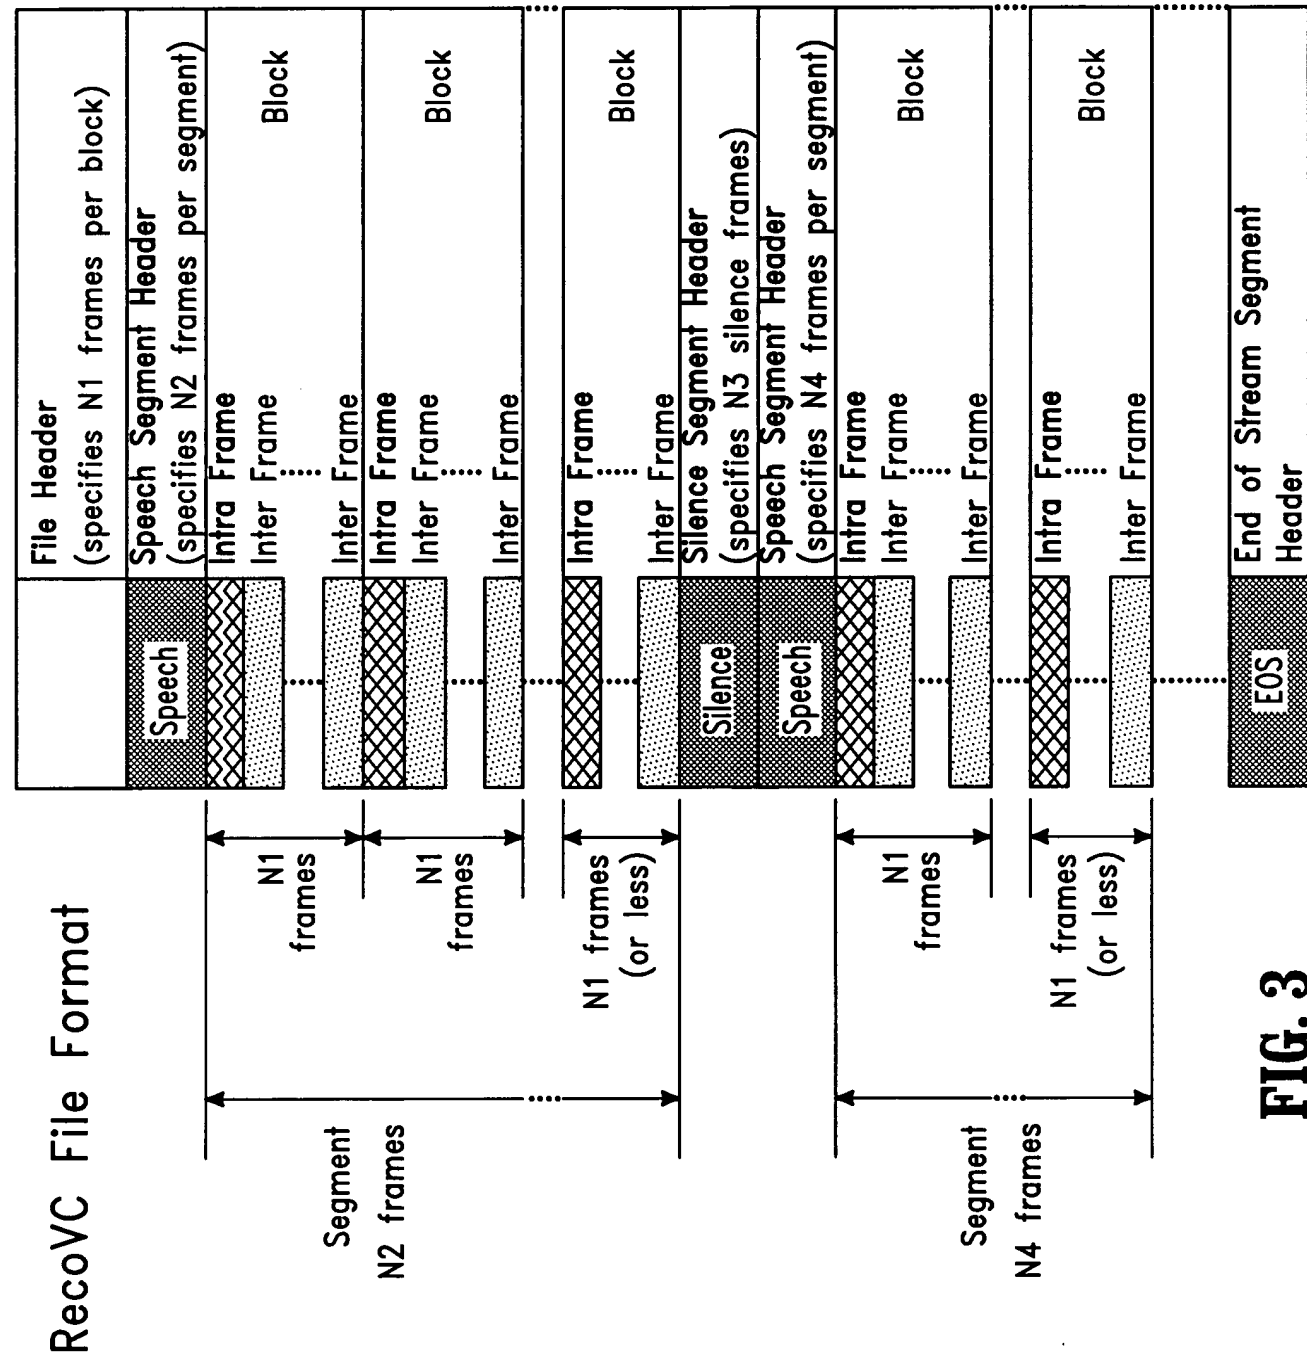 RecoVC File Format
File Header
(specifies N1 frames per block)
Speech
Speech Segment Header
(specifies N2 frames per segment)
N1
frames
Intra Frame
Inter Frame
Inter Frame
Block
N1
frames
Intra Frame
Inter Frame
Inter Frame
Block
Segment
N2 frames
N1 frames
(or less)
Intra Frame
Inter Frame
Block
Silence
Silence Segment Header
(specifies N3 silence frames)
Speech
Speech Segment Header
(specifies N4 frames per segment)
N1
frames
Intra Frame
Inter Frame
Inter Frame
Block
Segment
N4 frames
N1 frames
(or less)
Intra Frame
Inter Frame
Block
EOS
End of Stream Segment
Header
FIG. 3